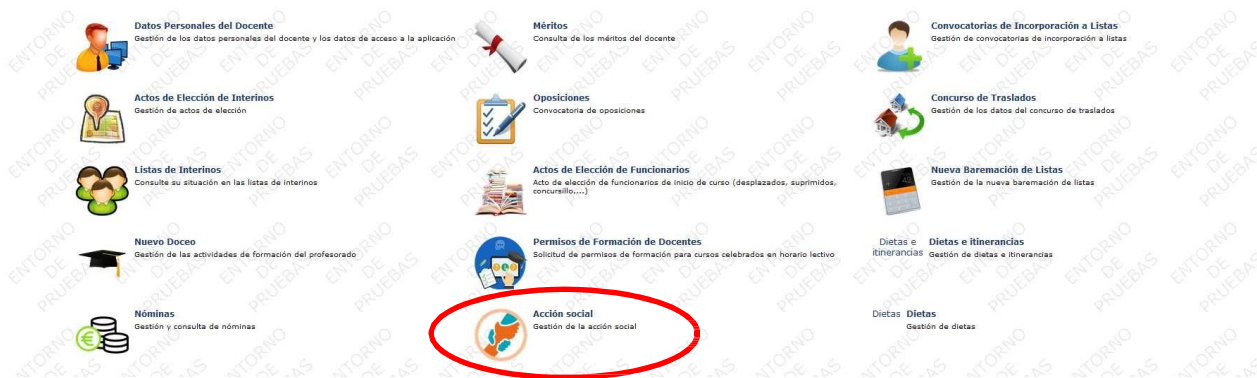 Datos Personales del Docente
Gestión de los datos personales del docente y los datos de acceso a la aplicación
Méritos
Consulta de los méritos del docente
Convocatorias de Incorporación a Listas
Gestión de convocatorias de incorporación a listas
Actos de Elección de Interinos
Gestión de actos de elección
Oposiciones
Convocatoria de oposiciones
Concurso de Traslados
Gestión de los datos del concurso de traslados
Listas de Interinos
Consulte su situación en las listas de interinos
Actos de Elección de Funcionarios
Acto de elección de funcionarios de inicio de curso (desplazados, suprimidos,
concursillo,...)
Nueva Baremación de Listas
Gestión de la nueva baremación de listas
Nuevo Doceo
Gestión de las actividades de formación del profesorado
Permisos de Formación de Docentes
Solicitud de permisos de formación para cursos celebrados en horario lectivo
Dietas e
itinerancias
Dietas e itinerancias
Gestión de dietas e itinerancias
Nóminas
Gestión y consulta de nóminas
Acción social
Gestión de la acción social
Dietas
Dietas
Gestión de dietas
ENTORNO
DE
PRUEBAS